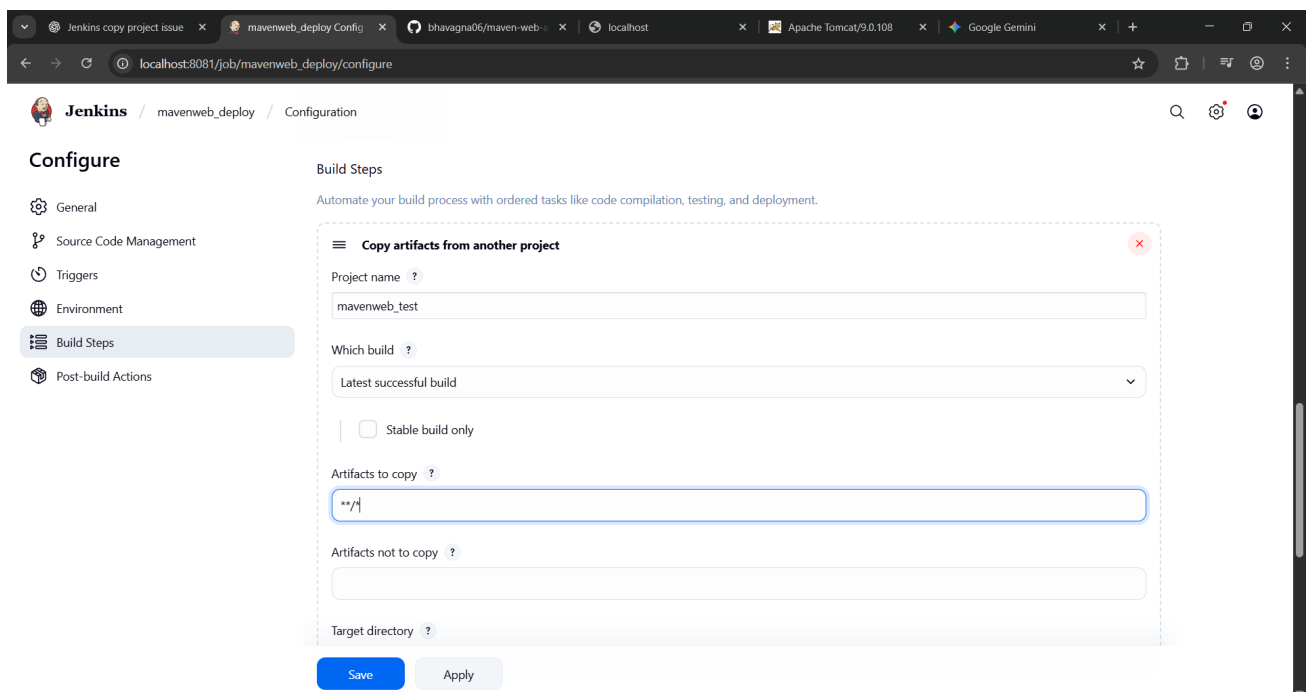 Jenkins copy project issue
mavenweb_deploy Config
bhavagna06/maven-web-a
localhost
Apache Tomcat/9.0.108
Google Gemini
localhost:8081/job/mavenweb_deploy/configure
Jenkins / mavenweb_deploy / Configuration
Configure
General
Source Code Management
Triggers
Environment
Build Steps
Post-build Actions
Build Steps
Automate your build process with ordered tasks like code compilation, testing, and deployment.
Copy artifacts from another project
Project name ?
mavenweb_test
Which build ?
Latest successful build
Stable build only
Artifacts to copy ?
**/*
Artifacts not to copy ?
Target directory ?
Save
Apply